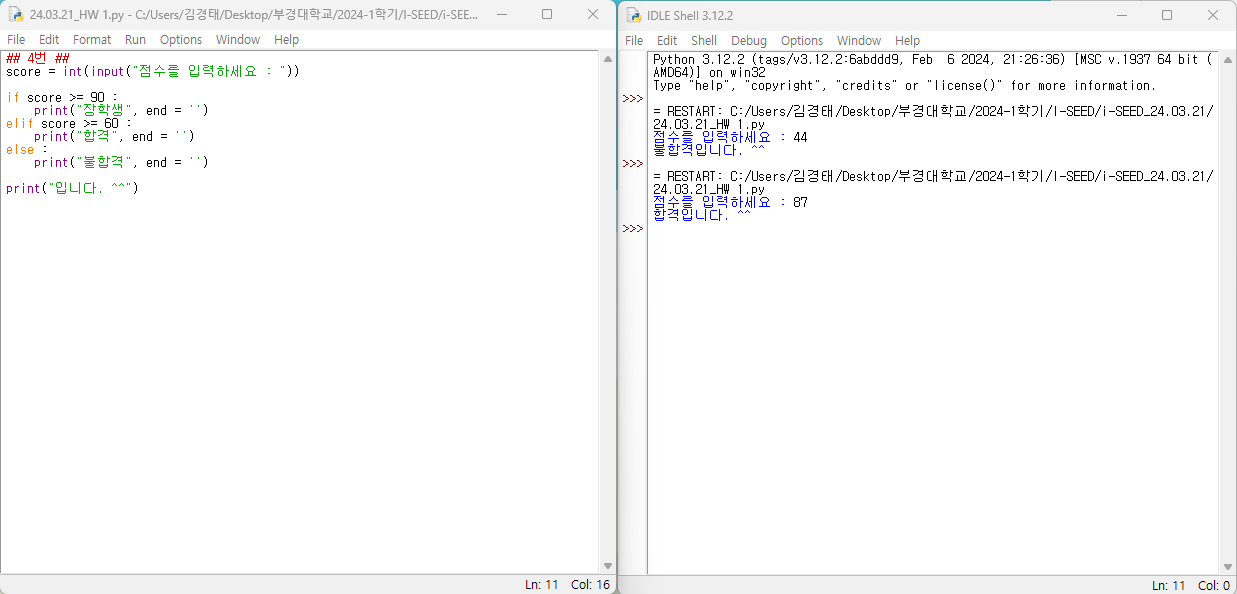 24.03.21_HW 1.py - C:/Users/김경태/Desktop/부경대학교/2024-1학기/I-SEED/i-SEE...
File Edit Format Run Options Window Help
## 4번 ##
score = int(input("점수를 입력하세요 : "))
if score >= 90 :
    print("장학생", end = '')
elif score >= 60 :
    print("합격", end = '')
else :
    print("불합격", end = '')
print("입니다. ^^")
Ln: 11 Col: 16
IDLE Shell 3.12.2
File Edit Shell Debug Options Window Help
Python 3.12.2 (tags/v3.12.2:6abddd9, Feb  6 2024, 21:26:36) [MSC v.1937 64 bit (
AMD64)] on win32
Type "help", "copyright", "credits" or "license()" for more information.
>>>
= RESTART: C:/Users/김경태/Desktop/부경대학교/2024-1학기/I-SEED/i-SEED_24.03.21/
24.03.21_HW 1.py
점수를 입력하세요 : 44
불합격입니다. ^^
>>>
= RESTART: C:/Users/김경태/Desktop/부경대학교/2024-1학기/I-SEED/i-SEED_24.03.21/
24.03.21_HW 1.py
점수를 입력하세요 : 87
합격입니다. ^^
>>>
Ln: 11 Col: 0